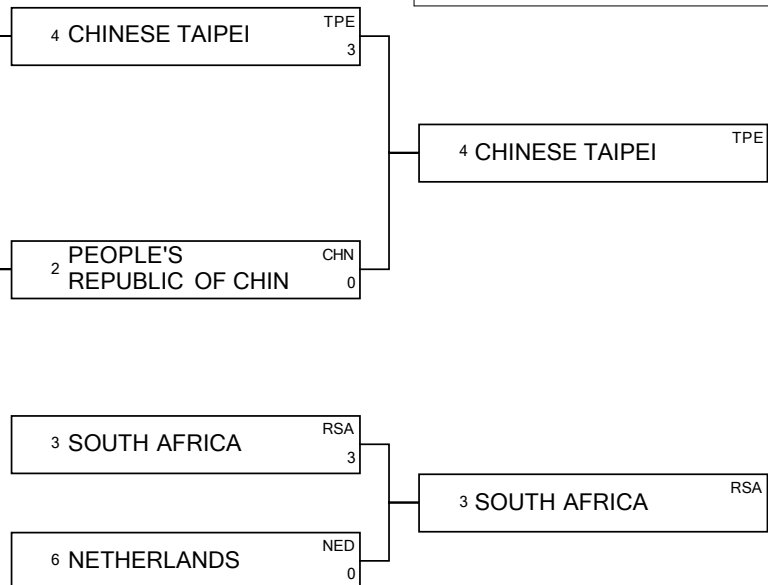 4 CHINESE TAIPEI TPE
3
4 CHINESE TAIPEI TPE
2 PEOPLE'S
REPUBLIC OF CHIN CHN
0
3 SOUTH AFRICA RSA
3
3 SOUTH AFRICA RSA
6 NETHERLANDS NED
0